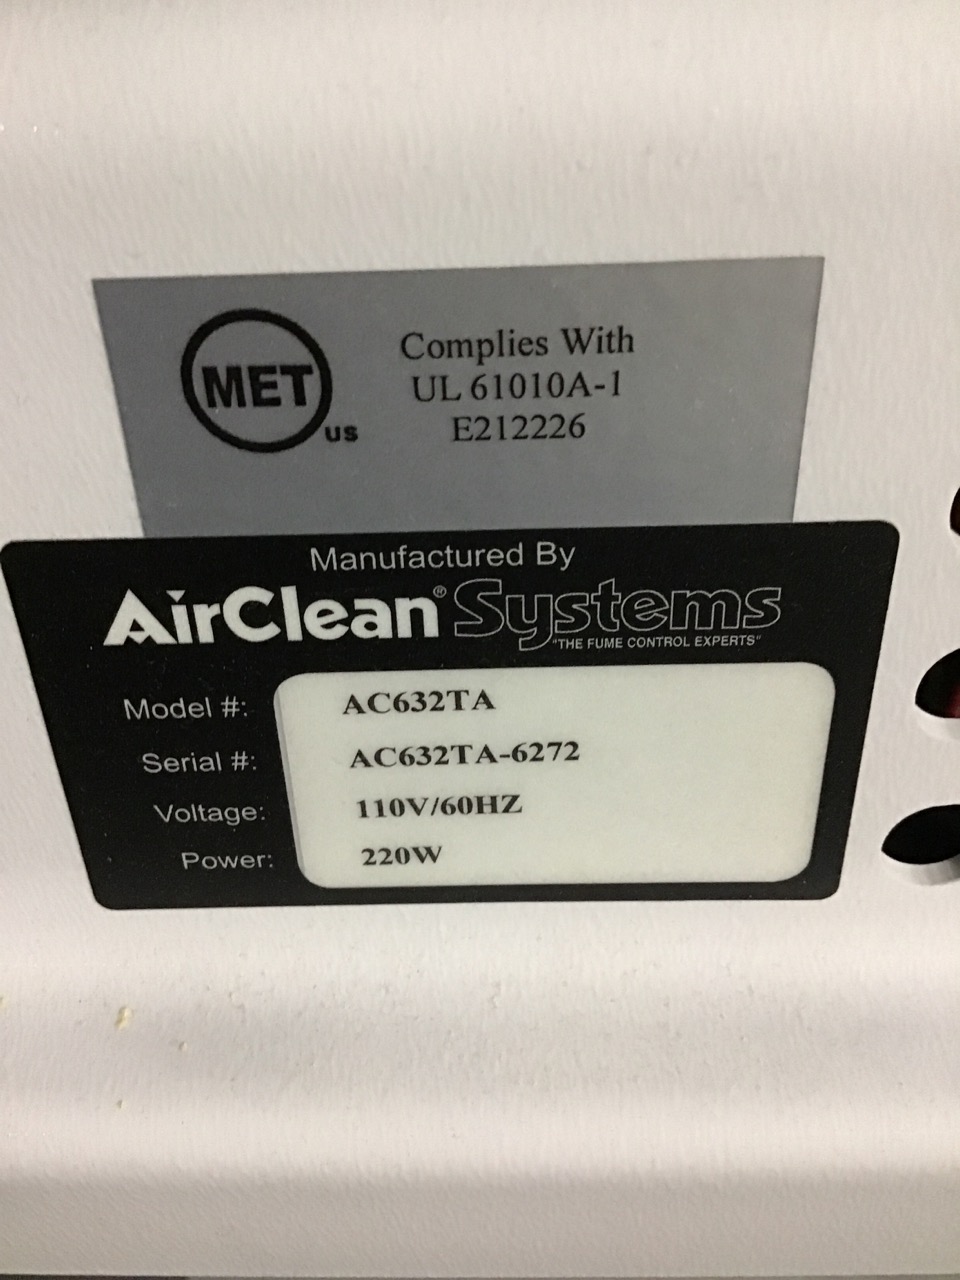 MET
us
Complies With
UL 61010A-1
E212226
Manufactured By
AirClean® Systems
"THE FUME CONTROL EXPERTS"
Model #: AC632TA
Serial #: AC632TA-6272
Voltage: 110V/60HZ
Power: 220W